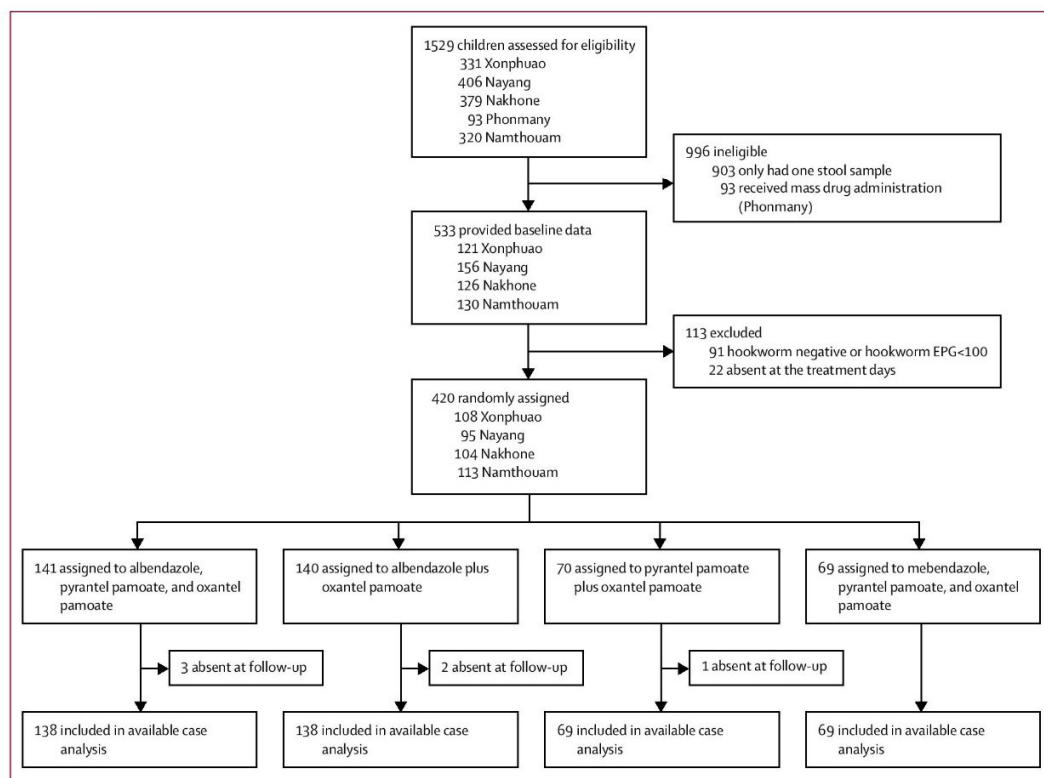 1529 children assessed for eligibility
331 Xonphuao
406 Nayang
379 Nakhone
93 Phonmany
320 Namthouam
996 ineligible
903 only had one stool sample
93 received mass drug administration
(Phonmany)
533 provided baseline data
121 Xonphuao
156 Nayang
126 Nakhone
130 Namthouam
113 excluded
91 hookworm negative or hookworm EPG<100
22 absent at the treatment days
420 randomly assigned
108 Xonphuao
95 Nayang
104 Nakhone
113 Namthouam
141 assigned to albendazole,
pyrantel pamoate, and oxantel
pamoate
140 assigned to albendazole plus
oxantel pamoate
70 assigned to pyrantel pamoate
plus oxantel pamoate
69 assigned to mebendazole,
pyrantel pamoate, and oxantel
pamoate
3 absent at follow-up
2 absent at follow-up
1 absent at follow-up
138 included in available case
analysis
138 included in available case
analysis
69 included in available case
analysis
69 included in available case
analysis